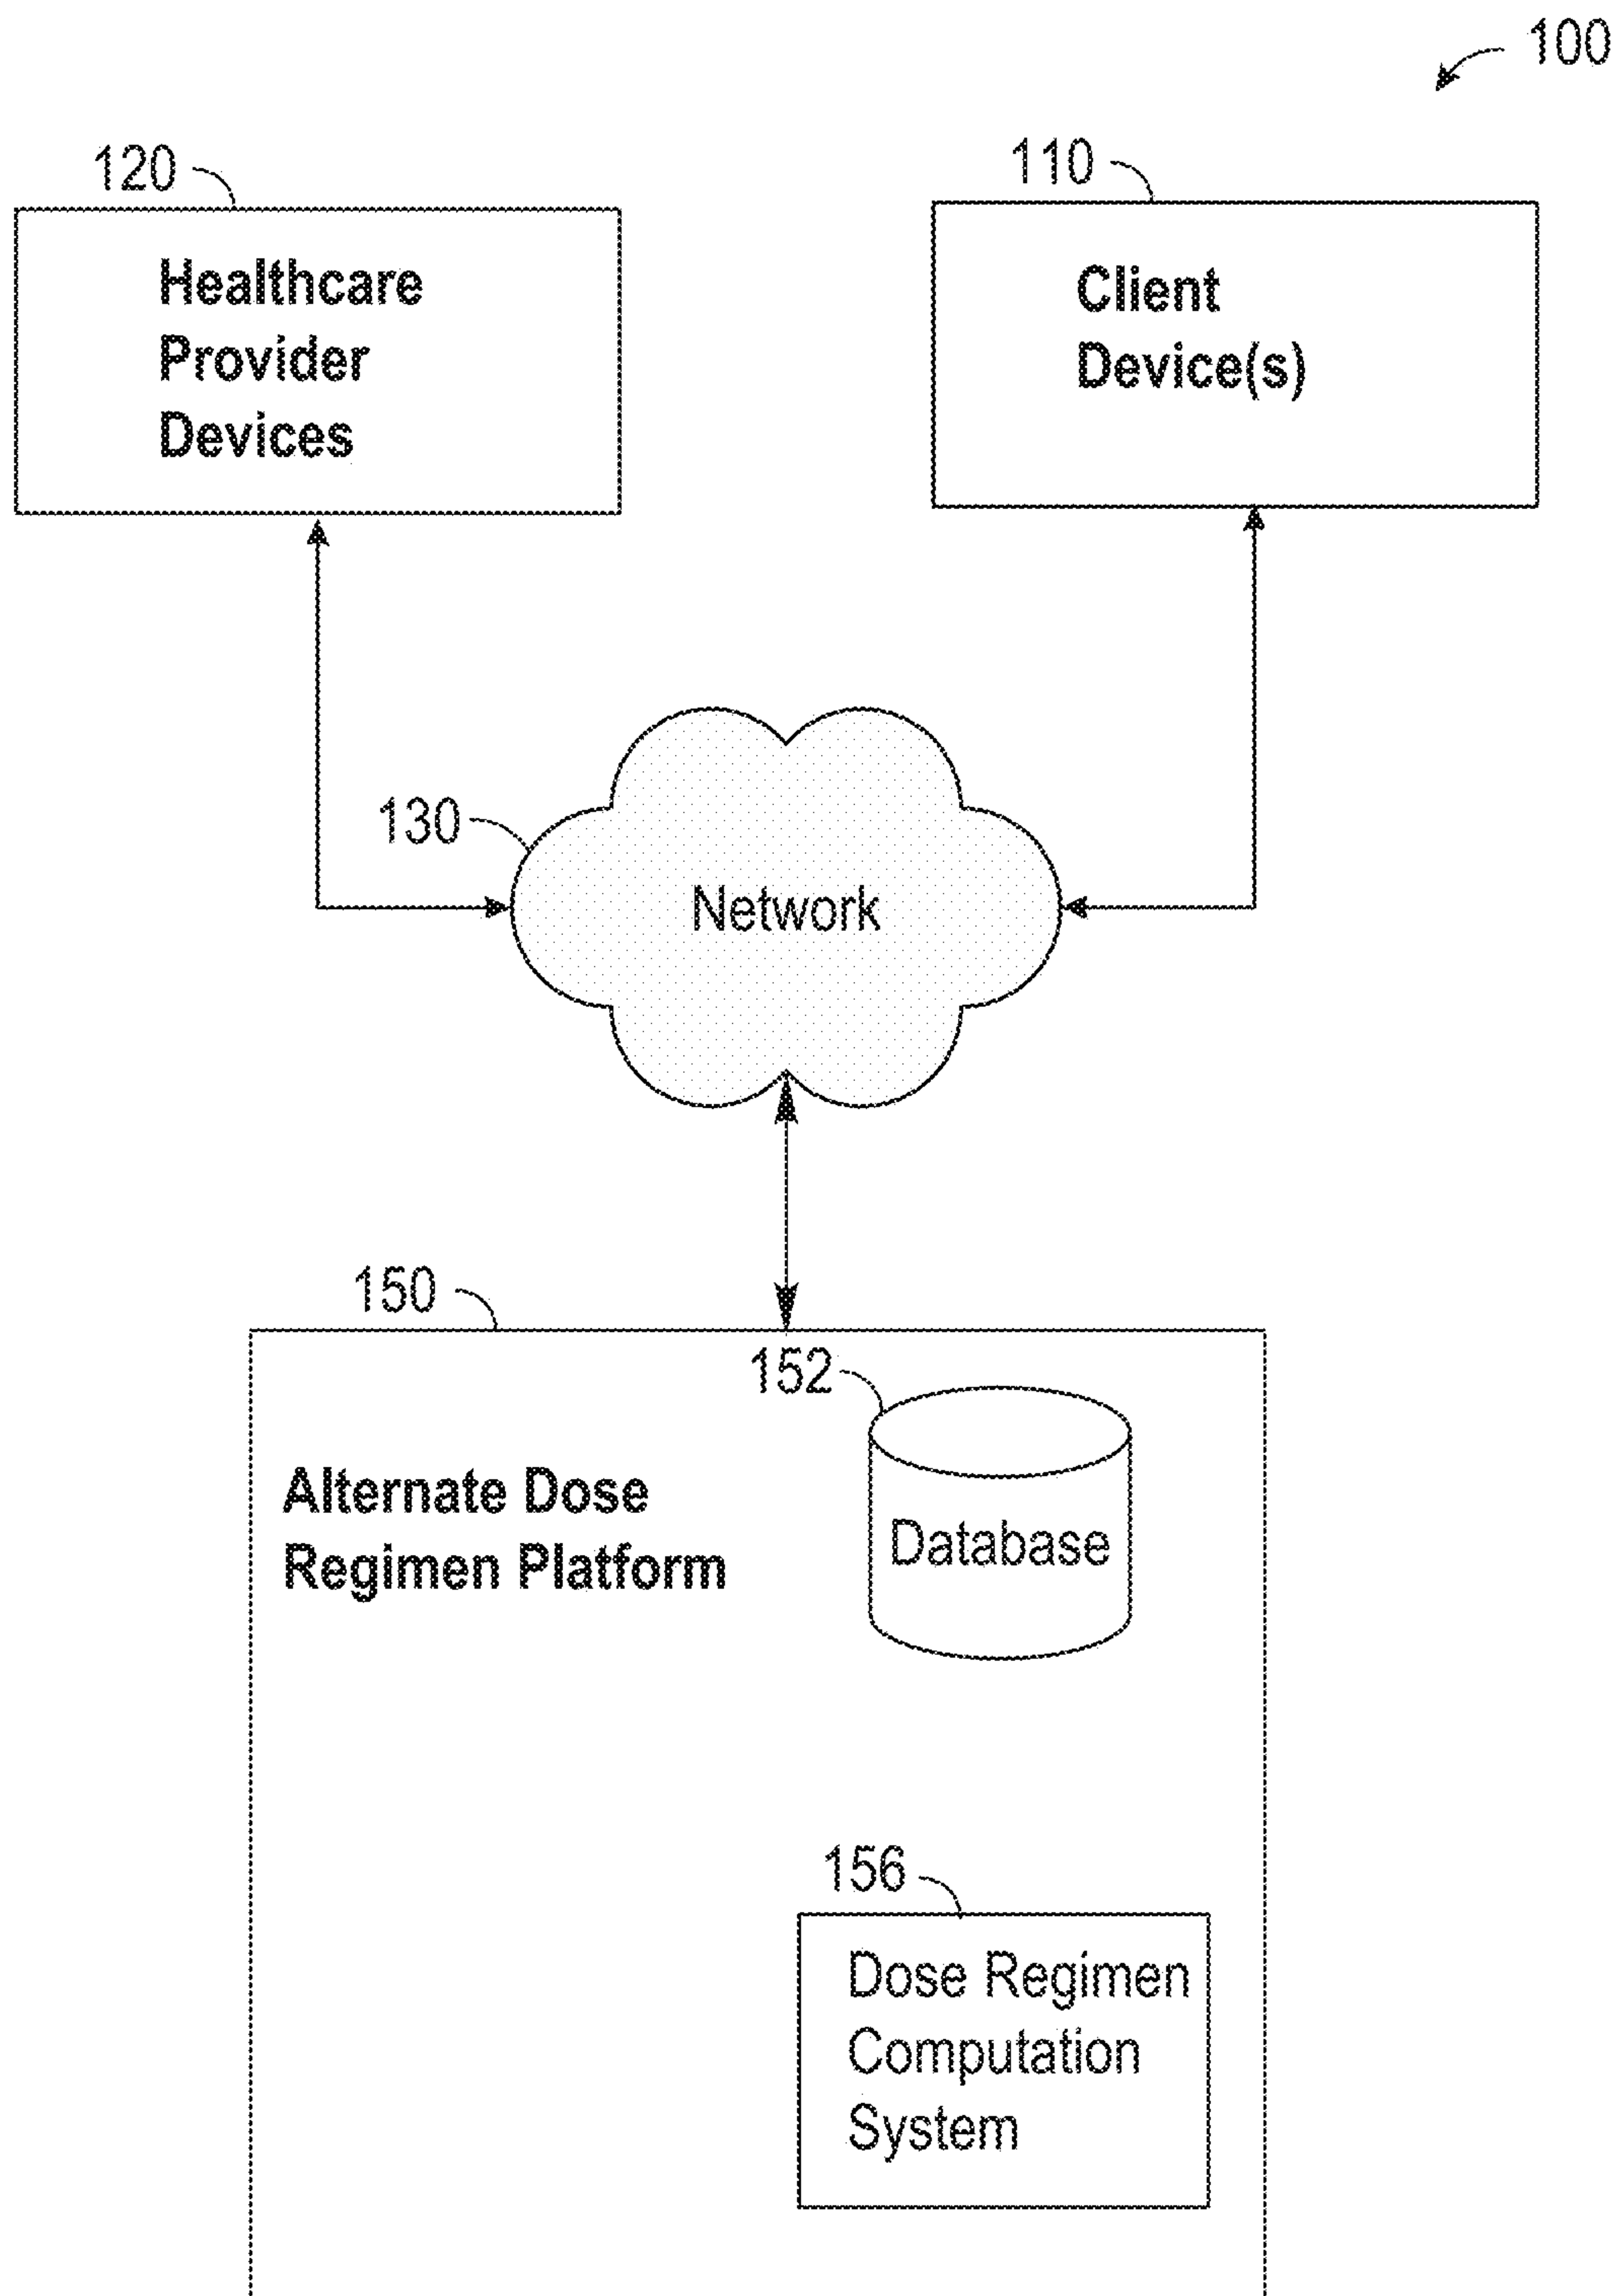 100
120
110
Healthcare
Provider
Devices
Client
Device(s)
130
Network
150
152
Alternate Dose
Regimen Platform
Database
156
Dose Regimen
Computation
System